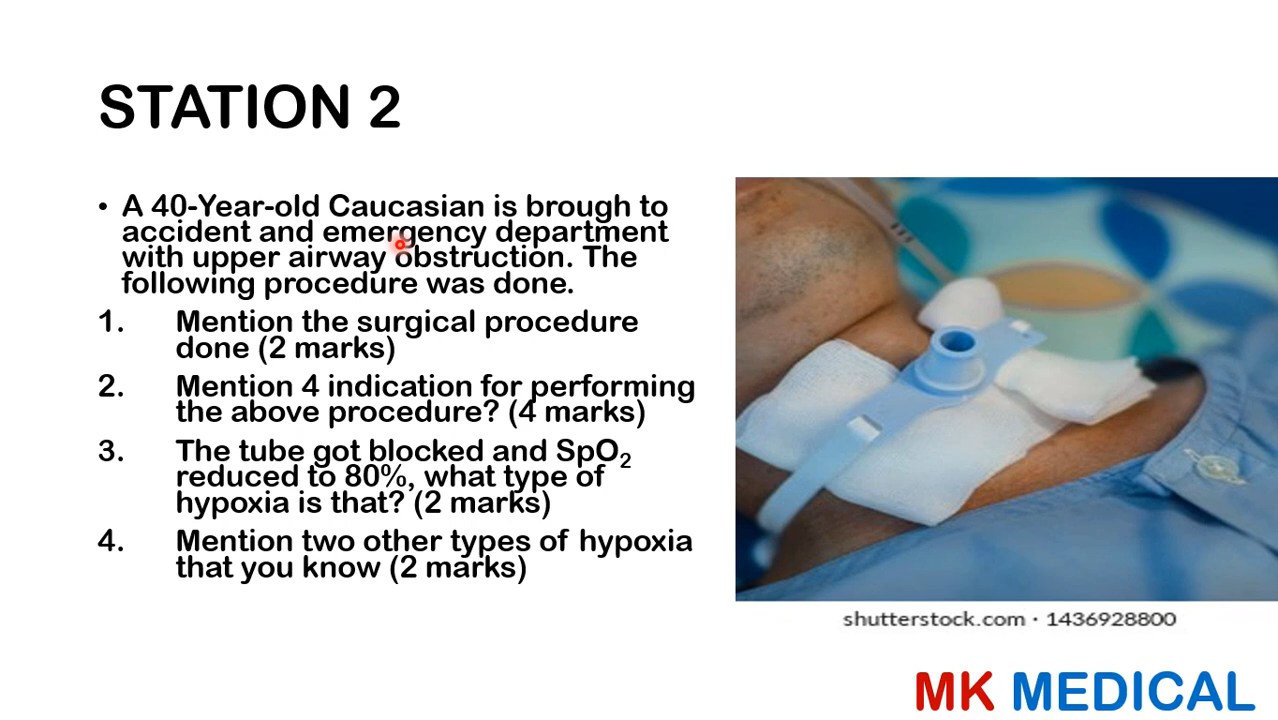 STATION 2
• A 40-Year-old Caucasian is brough to
accident and emergency department
with upper airway obstruction. The
following procedure was done.
1. Mention the surgical procedure
done (2 marks)
2. Mention 4 indication for performing
the above procedure? (4 marks)
3. The tube got blocked and SpO₂
reduced to 80%, what type of
hypoxia is that? (2 marks)
4. Mention two other types of hypoxia
that you know (2 marks)
shutterstock.com · 1436928800
MK MEDICAL